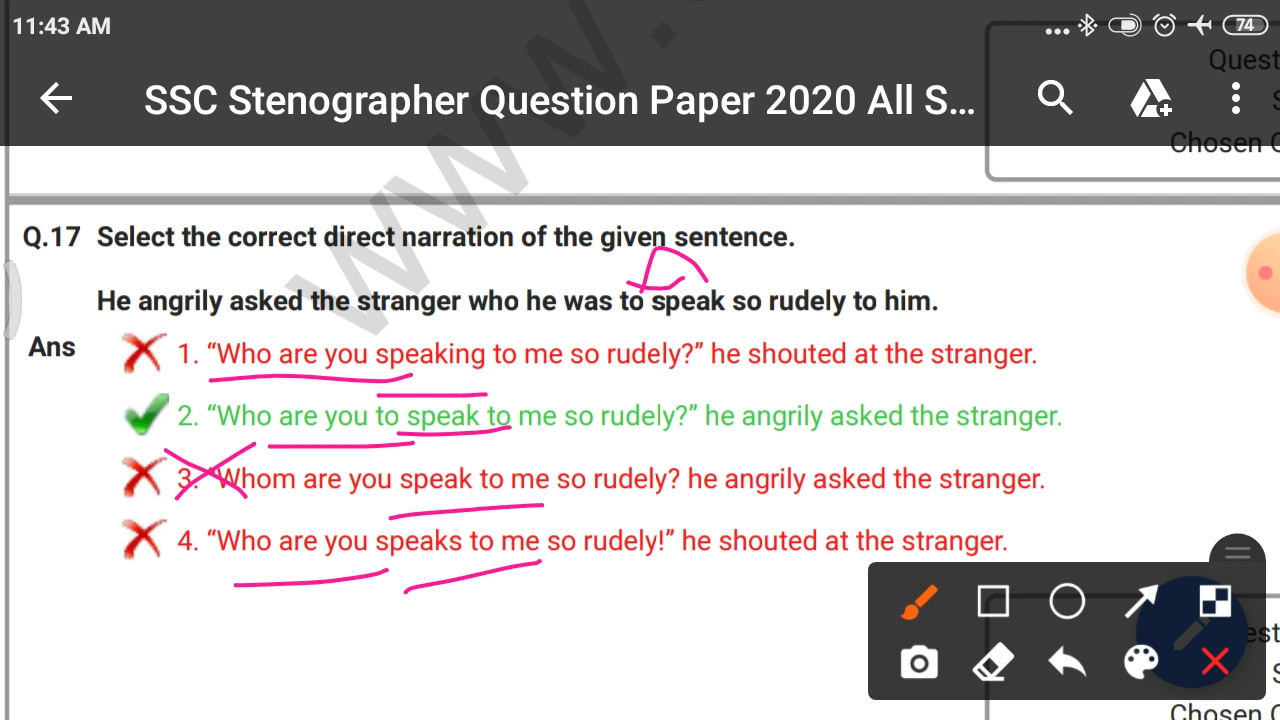 11:43 AM
74
SSC Stenographer Question Paper 2020 All S...
Quest
Chosen O
www.
Q.17 Select the correct direct narration of the given sentence.
He angrily asked the stranger who he was to speak so rudely to him.
Ans
1. “Who are you speaking to me so rudely?” he shouted at the stranger.
2. “Who are you to speak to me so rudely?” he angrily asked the stranger.
3. “Whom are you speak to me so rudely? he angrily asked the stranger.
4. “Who are you speaks to me so rudely!” he shouted at the stranger.
est
Chosen O